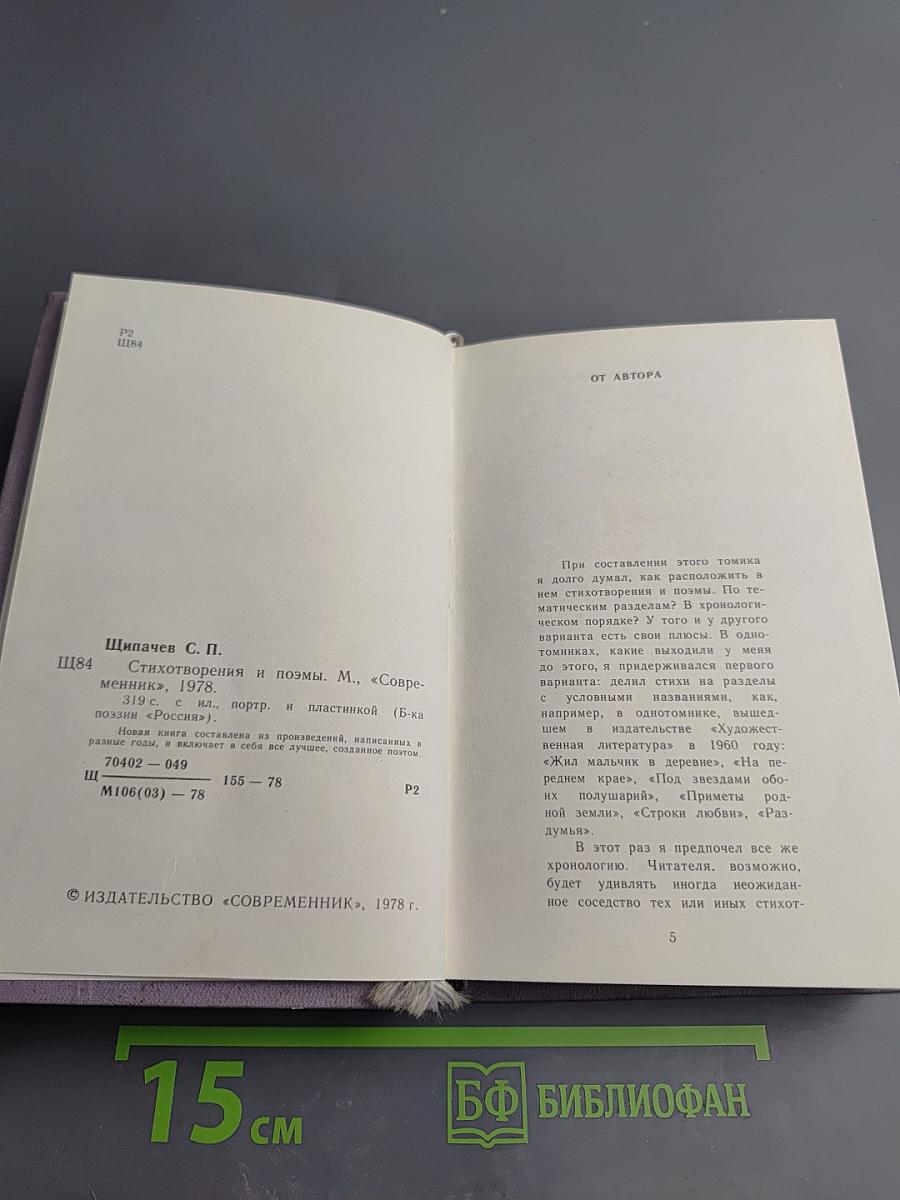 Р2
Щ84
Щипачев С. П.
Щ84 Стихотворения и поэмы. М., «Совре-
менник», 1978.
319 с. с ил., портр. и пластинкой (Б-ка
поэзии «Россия»).
Новая книга составлена из произведений, написанных в
разные годы, и включает в себя все лучшее, созданное поэтом.
70402 — 049
Щ 155 — 78
М106(03) — 78 Р2
© ИЗДАТЕЛЬСТВО «СОВРЕМЕННИК», 1978 г.
ОТ АВТОРА
При составлении этого томика
я долго думал, как расположить в
нем стихотворения и поэмы. По те-
матическим разделам? В хронологи-
ческом порядке? У того и у другого
варианта есть свои плюсы. В одно-
томниках, какие выходили у меня
до этого, я придерживался первого
варианта: делил стихи на разделы
с условными названиями, как,
например, в однотомнике, вышед-
шем в издательстве «Художест-
венная литература» в 1960 году:
«Жил мальчик в деревне», «На пе-
реднем крае», «Под звездами обо-
их полушарий», «Приметы род-
ной земли», «Строки любви», «Раз-
думья».
В этот раз я предпочел все же
хронологию. Читателя, возможно,
будет удивлять иногда неожидан-
ное соседство тех или иных стихот-
5
15 см
БФ БИБЛИОФАН